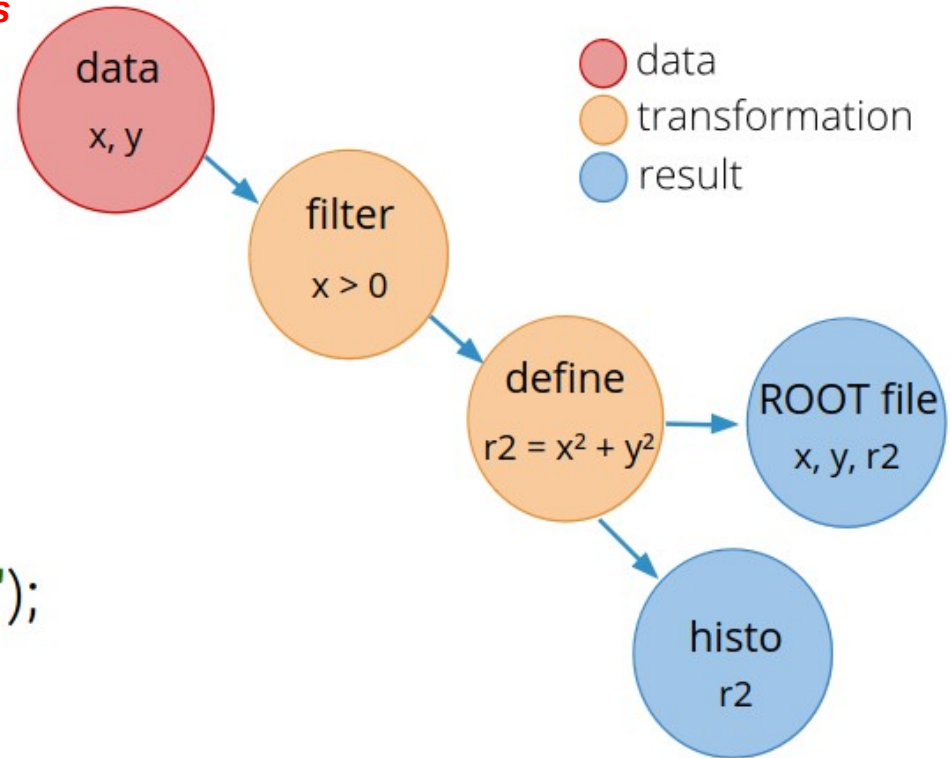 s
data
x, y
filter
x > 0
define
r2 = x² + y²
ROOT file
x, y, r2
histo
r2
data
transformation
result
");